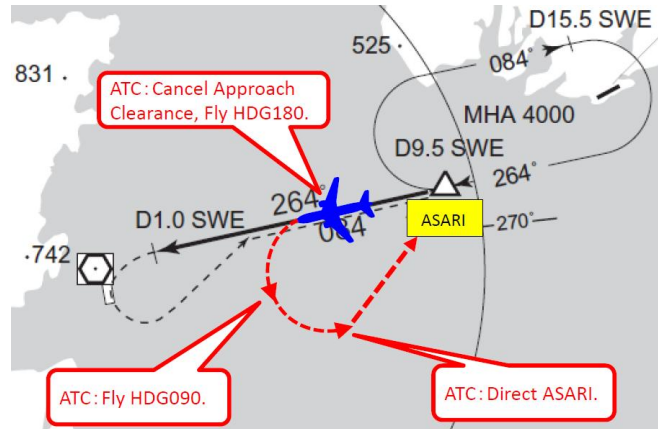 D15.5 SWE
525 .
084°
831 .
ATC：Cancel Approach
Clearance, Fly HDG180.
MHA 4000
D9.5 SWE
264°
264°
D1.0 SWE
084
ASARI
270°
.742
ATC：Fly HDG090.
ATC：Direct ASARI.